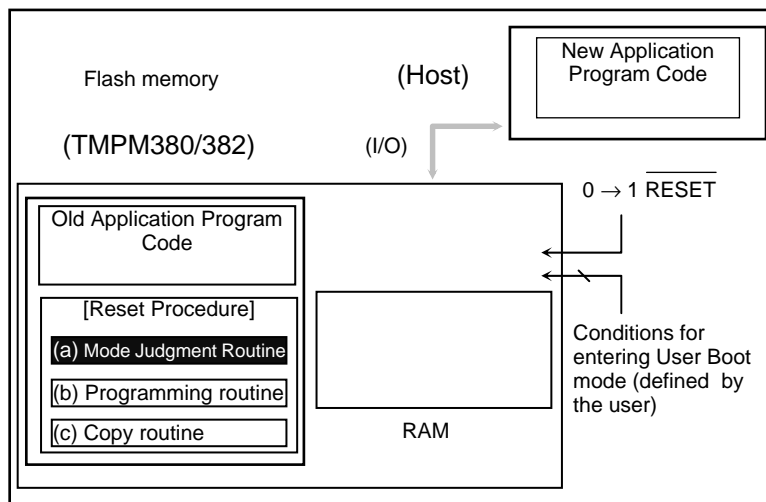 New Application
Program Code
(Host)
Flash memory
(TMPM380/382)
(I/O)
0 → 1 RESET
Old Application Program
Code
[Reset Procedure]
(a) Mode Judgment Routine
(b) Programming routine
(c) Copy routine
RAM
Conditions for
entering User Boot
mode (defined by
the user)